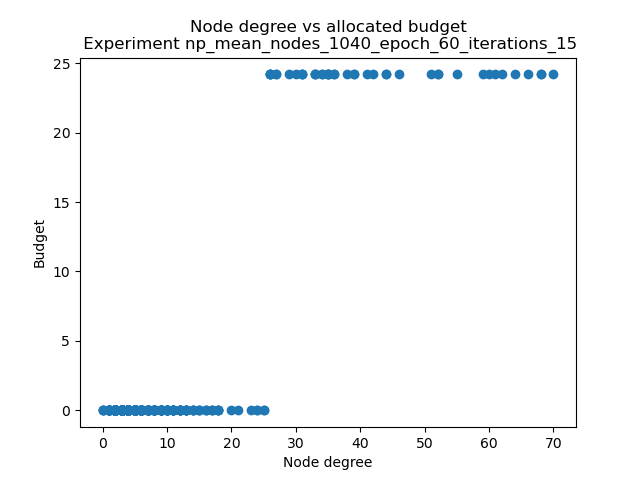 Node degree vs allocated budget
Experiment np_mean_nodes_1040_epoch_60_iterations_15
25
20
15
10
5
0
Budget
0 10 20 30 40 50 60 70
Node degree